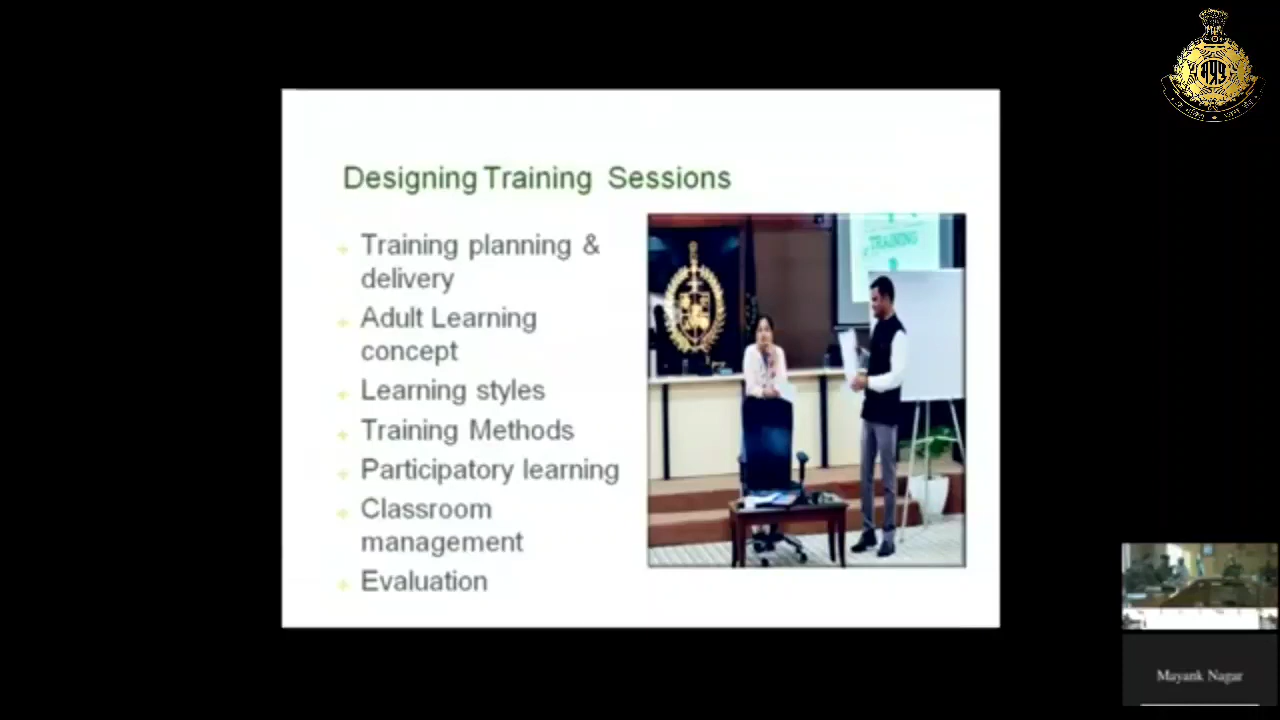 Designing Training Sessions
Training planning &
delivery
Adult Learning
concept
Learning styles
Training Methods
Participatory learning
Classroom
management
Evaluation
TRAINING
Mayank Nagar